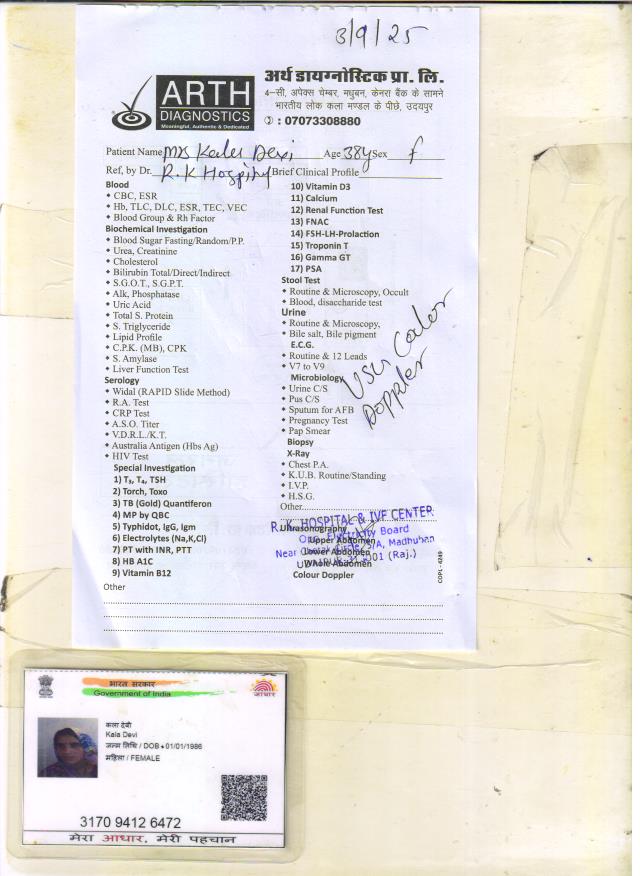 3/9/25
ARTH
DIAGNOSTICS
Meaningful, Authentic & Dedicated
अर्थ डायग्नोस्टिक प्रा. लि.
4–सी, अपेक्स चेम्बर, मधुबन, केनरा बैंक के सामने
भारतीय लोक कला मण्डल के पीछे, उदयपुर
: 07073308880
Patient Name Mrs Kalu Devi Age 38y Sex f
Ref, by Dr. R.K Hospital Brief Clinical Profile
Blood
CBC, ESR
Hb, TLC, DLC, ESR, TEC, VEC
Blood Group & Rh Factor
Biochemical Investigation
Blood Sugar Fasting/Random/P.P.
Urea, Creatinine
Cholesterol
Bilirubin Total/Direct/Indirect
S.G.O.T., S.G.P.T.
Alk, Phosphatase
Uric Acid
Total S. Protein
S. Triglyceride
Lipid Profile
C.P.K. (MB), CPK
S. Amylase
Liver Function Test
Serology
Widal (RAPID Slide Method)
R.A. Test
CRP Test
A.S.O. Titer
V.D.R.L./K.T.
Australia Antigen (Hbs Ag)
HIV Test
Special Investigation
1) T₃, T₄, TSH
2) Torch, Toxo
3) TB (Gold) Quantiferon
4) MP by QBC
5) Typhidot, IgG, Igm
6) Electrolytes (Na,K,Cl)
7) PT with INR, PTT
8) HB A1C
9) Vitamin B12
10) Vitamin D3
11) Calcium
12) Renal Function Test
13) FNAC
14) FSH-LH-Prolaction
15) Troponin T
16) Gamma GT
17) PSA
Stool Test
Routine & Microscopy, Occult
Blood, disaccharide test
Urine
Routine & Microscopy,
Bile salt, Bile pigment
E.C.G.
Routine & 12 Leads
V7 to V9
Microbiology
Urine C/S
Pus C/S
Sputum for AFB
Pregnancy Test
Pap Smear
Biopsy
X-Ray
Chest P.A.
K.U.B. Routine/Standing
I.V.P.
H.S.G.
Other
USG Color
Doppler
Ultrasonography
Upper Abdomen
Lower Abdomen
Whole Abdomen
Colour Doppler
R.K. HOSPITAL & IVF CENTER
Electricity Board
Near Circle, 5/A, Madhuban
(Raj.)
COPL - 4249
Other
भारत सरकार
Government of India
आधार
कला देवी
Kala Devi
जन्म तिथि / DOB : 01/01/1986
महिला / FEMALE
3170 9412 6472
मेरा आधार, मेरी पहचान